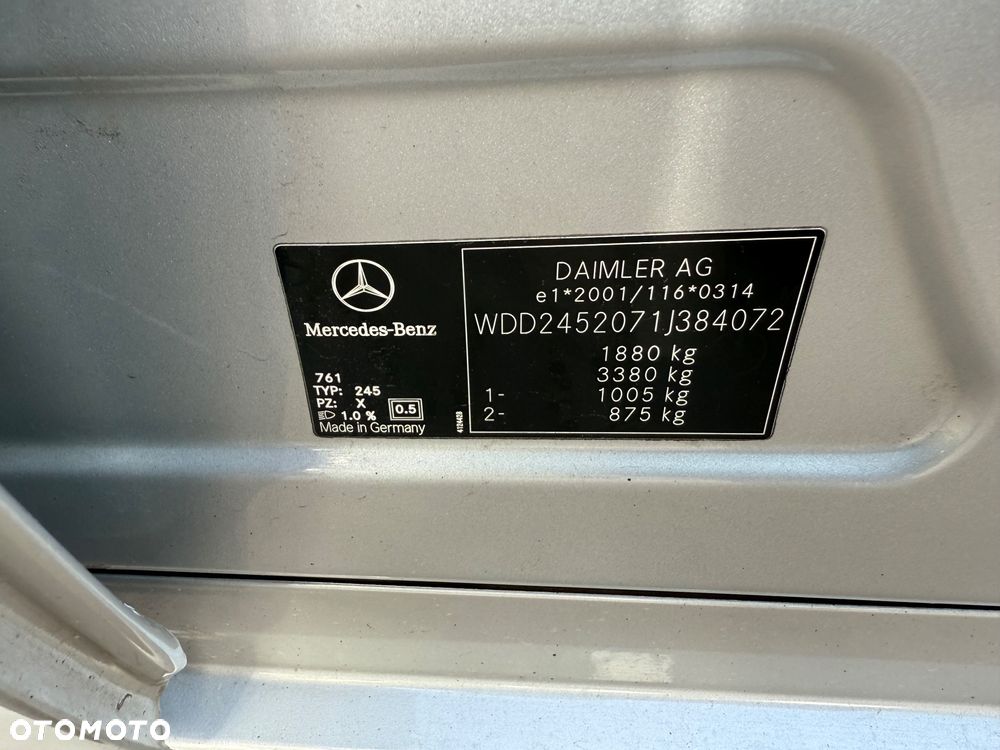 Mercedes-Benz
761
TYP: 245
PZ: X
1.0 % 0.5
Made in Germany
4124423
DAIMLER AG
e1*2001/116*0314
WDD2452071J384072
1880 kg
3380 kg
1- 1005 kg
2- 875 kg
OTOMOTO